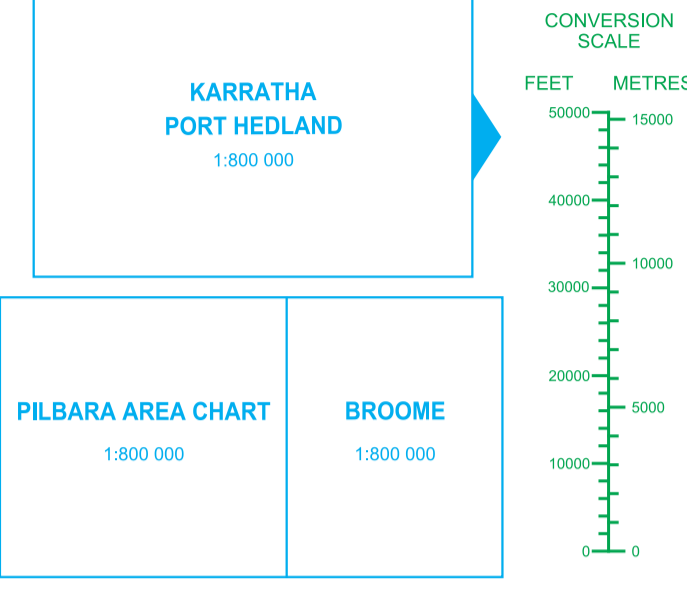 KARRATHA
PORT HEDLAND
1:800 000
PILBARA AREA CHART
1:800 000
BROOME
1:800 000
CONVERSION
SCALE
FEET METRES
50000 15000
40000
10000
30000
20000
5000
10000
0 0